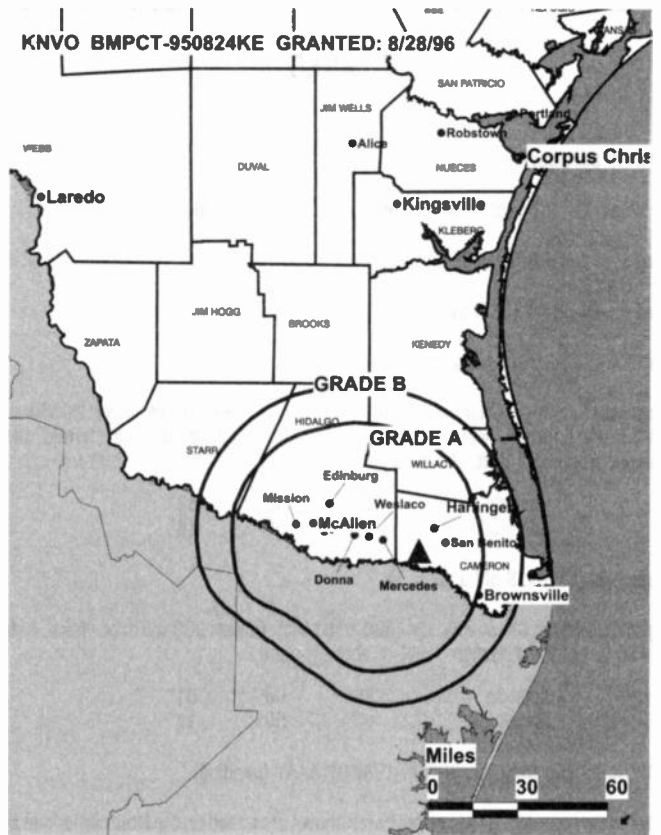 KNVO BMPCT-950824KE GRANTED: 8/28/96
KANSAS
SAN PATRICIO
JIM WELLS
Portland
Robstown
WEBB
Alice
Corpus Chris
DUVAL
NUECES
Laredo
Kingsville
KLEBERG
JIM HOGG
BROOKS
ZAPATA
KENEDY
GRADE B
HIDALGO
GRADE A
STARR
WILLACY
Edinburg
Mission
Weslaco
Harlingen
McAllen
San Benito
CAMERON
Donna
Mercedes
Brownsville
Miles
0 30 60